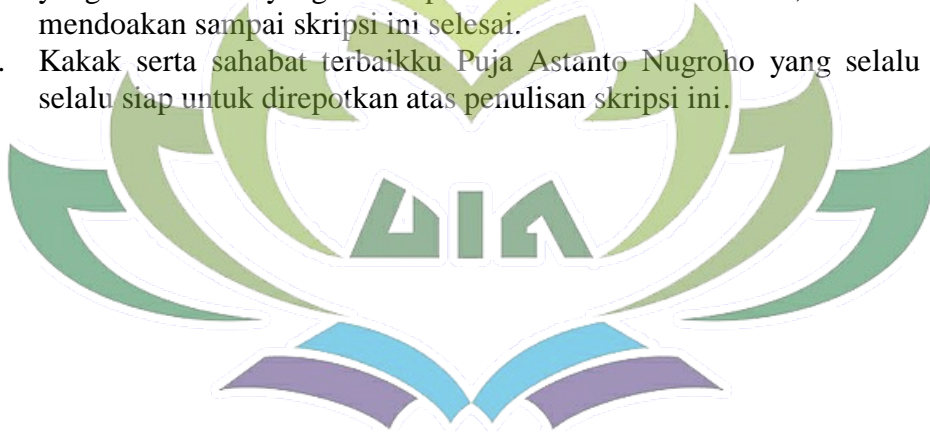 mendoakan sampai skripsi ini selesai.
. Kakak serta sahabat terbaikku Puja Astanto Nugroho yang selalu
selalu siap untuk direpotkan atas penulisan skripsi ini.
UIN